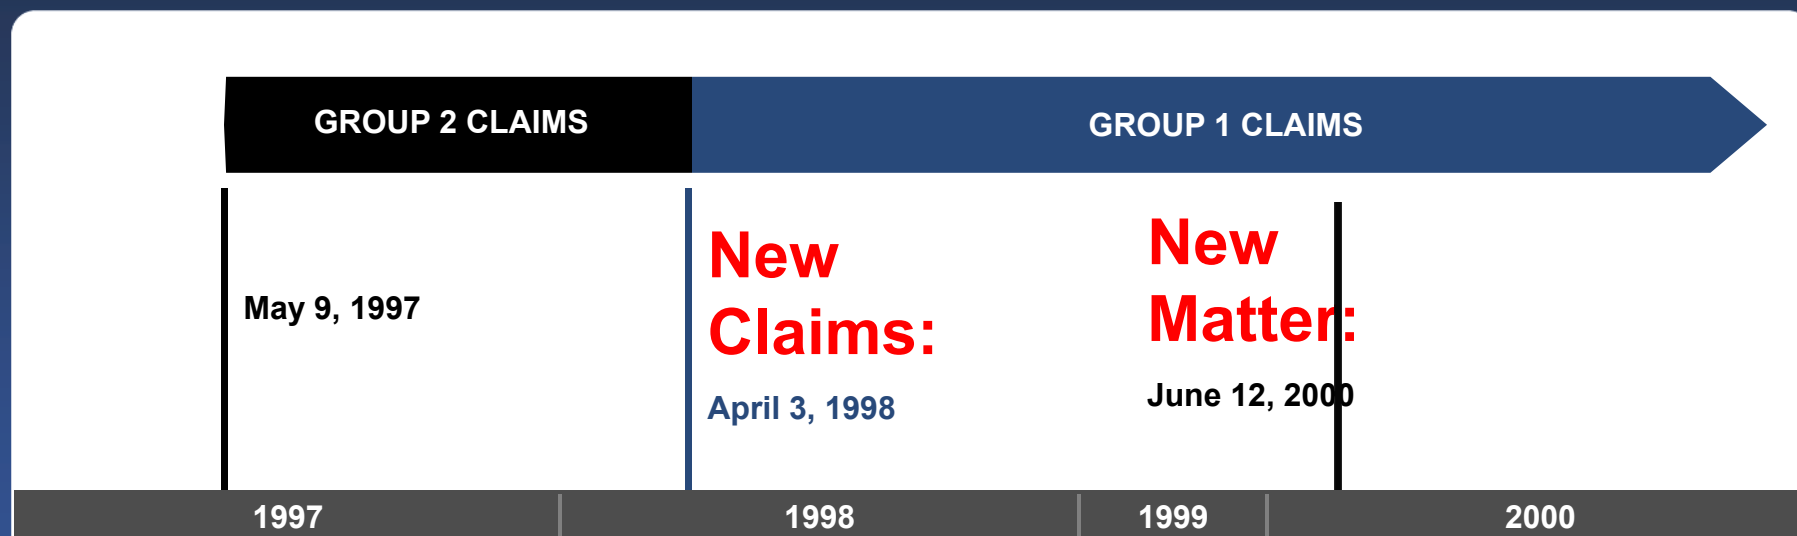 GROUP 2 CLAIMS
GROUP 1 CLAIMS
May 9, 1997
New
Claims:
April 3, 1998
New
Matter:
June 12, 2000
1997
1998
1999
2000